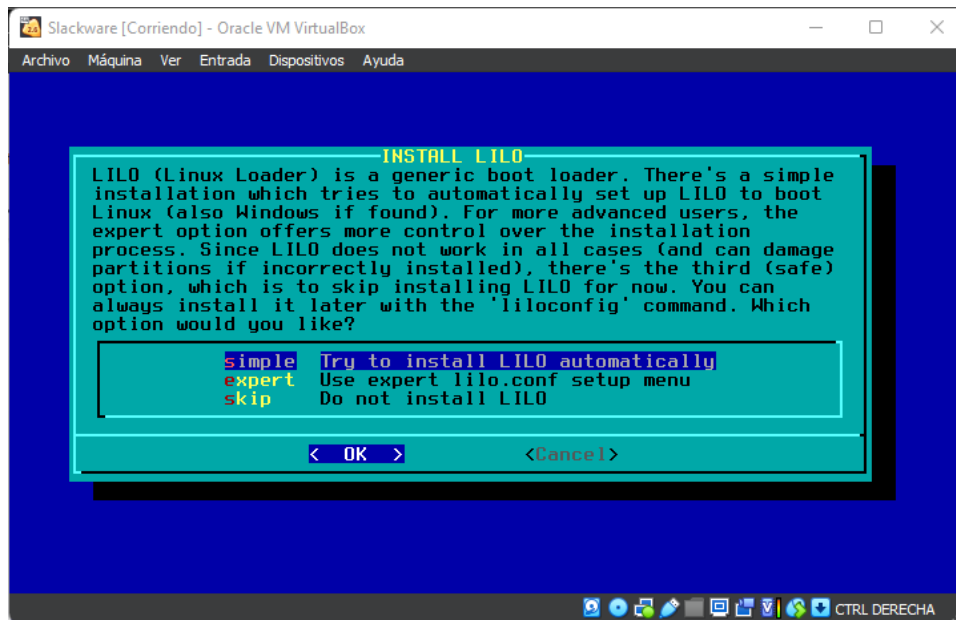 Slackware [Corriendo] - Oracle VM VirtualBox
Archivo Máquina Ver Entrada Dispositivos Ayuda
INSTALL LILO
LILO (Linux Loader) is a generic boot loader. There's a simple
installation which tries to automatically set up LILO to boot
Linux (also Windows if found). For more advanced users, the
expert option offers more control over the installation
process. Since LILO does not work in all cases (and can damage
partitions if incorrectly installed), there's the third (safe)
option, which is to skip installing LILO for now. You can
always install it later with the 'liloconfig' command. Which
option would you like?
simple Try to install LILO automatically
expert Use expert lilo.conf setup menu
skip Do not install LILO
< OK > <Cancel>
CTRL DERECHA